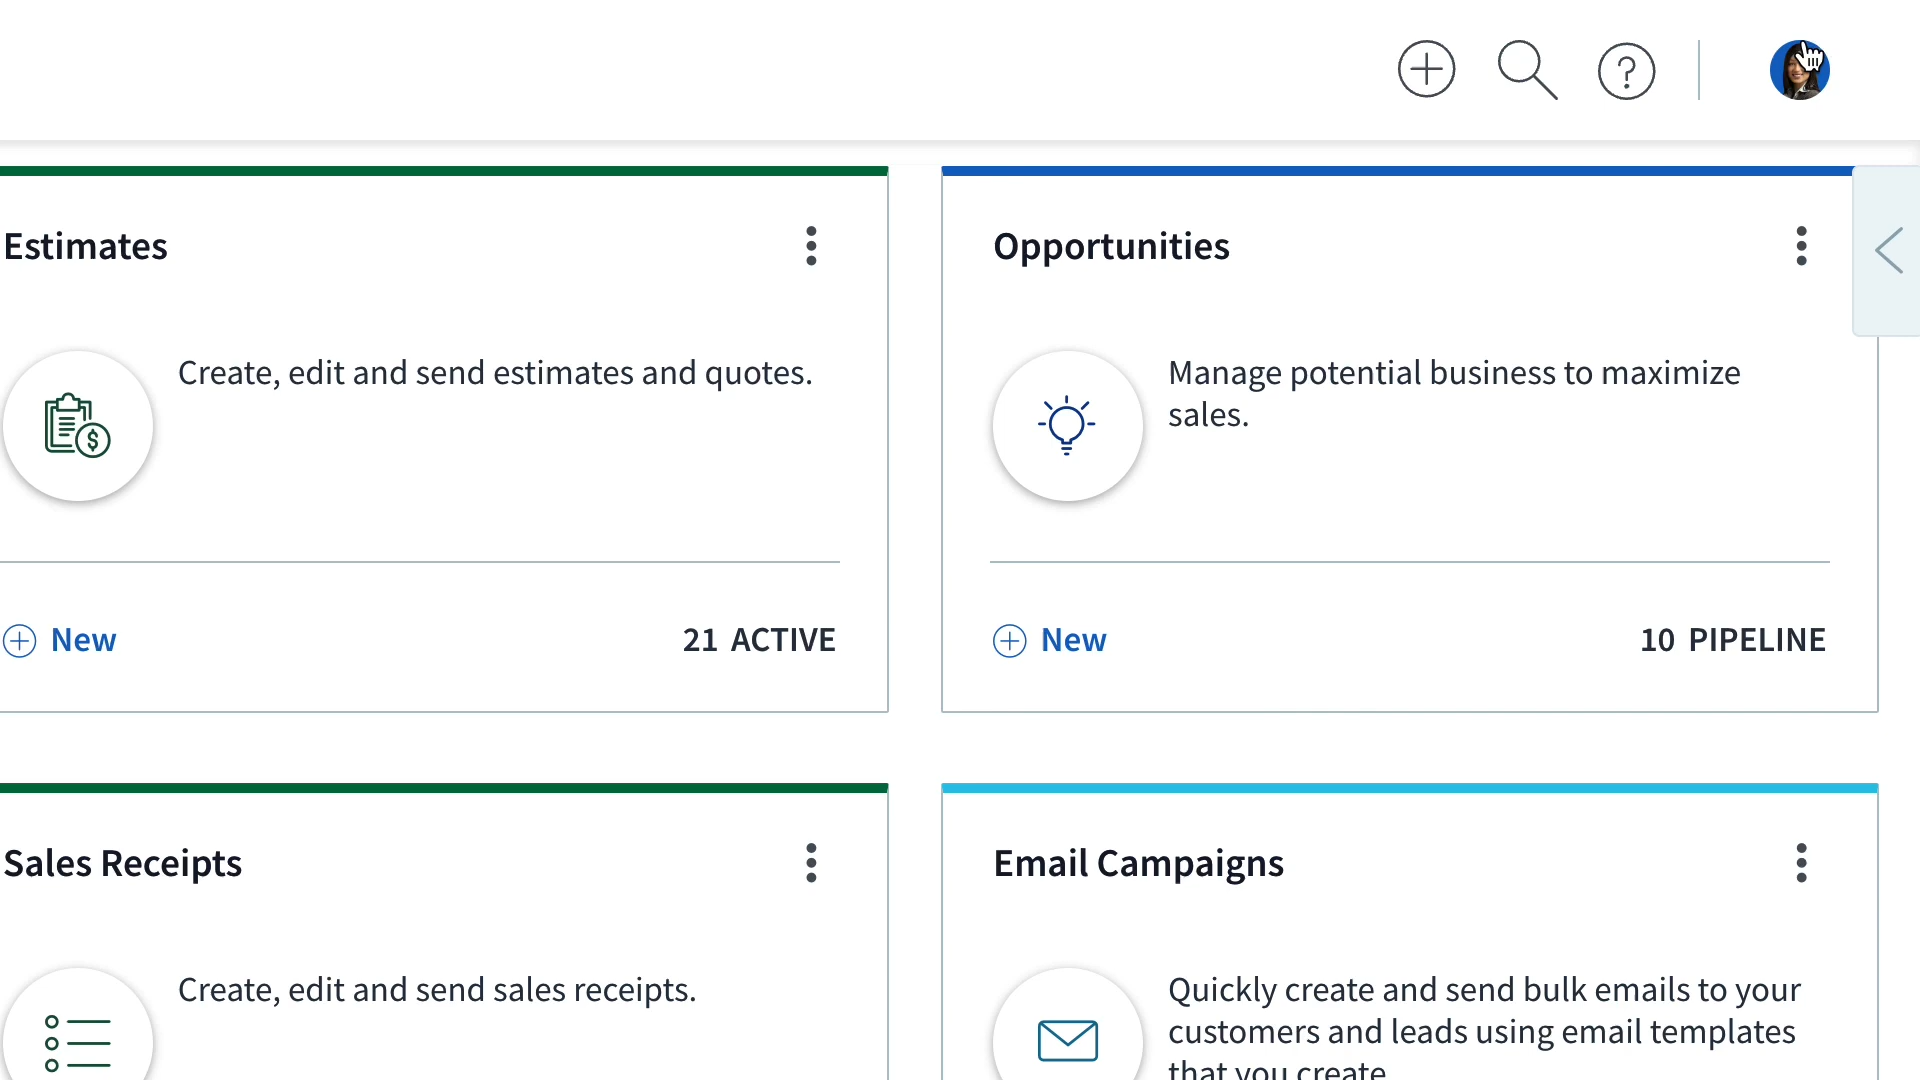 Estimates
Create, edit and send estimates and quotes.
New
21 ACTIVE
Opportunities
Manage potential business to maximize
sales.
New
10 PIPELINE
Sales Receipts
Create, edit and send sales receipts.
Email Campaigns
Quickly create and send bulk emails to your
customers and leads using email templates
that you create